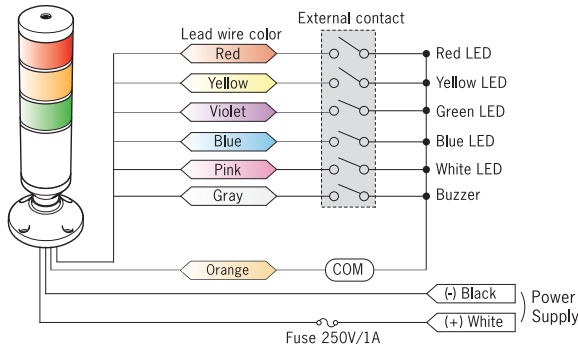 Lead wire color
External contact
Red
Red LED
Yellow
Yellow LED
Violet
Green LED
Blue
Blue LED
Pink
White LED
Gray
Buzzer
Orange
COM
(-) Black
(+) White
Power
Supply
Fuse 250V/1A